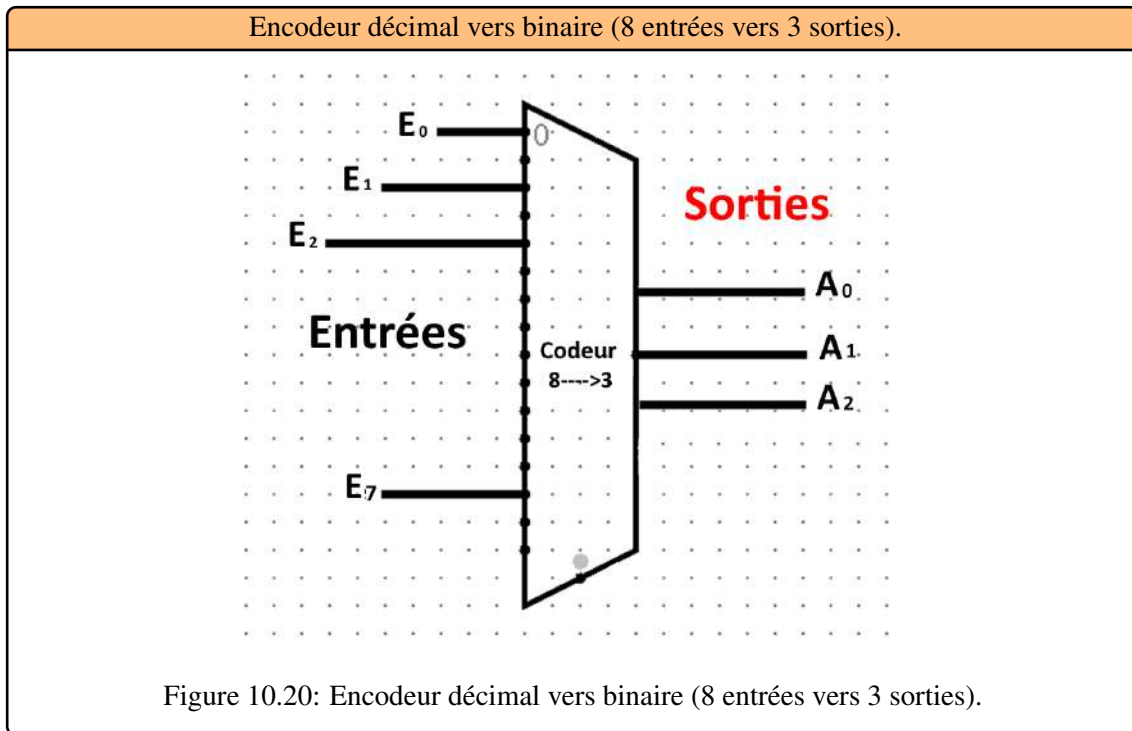 Encodeur décimal vers binaire (8 entrées vers 3 sorties).
E0
0
E1
Sorties
E2
A0
Entrées
Codeur
8---->3
A1
A2
E7
Figure 10.20: Encodeur décimal vers binaire (8 entrées vers 3 sorties).